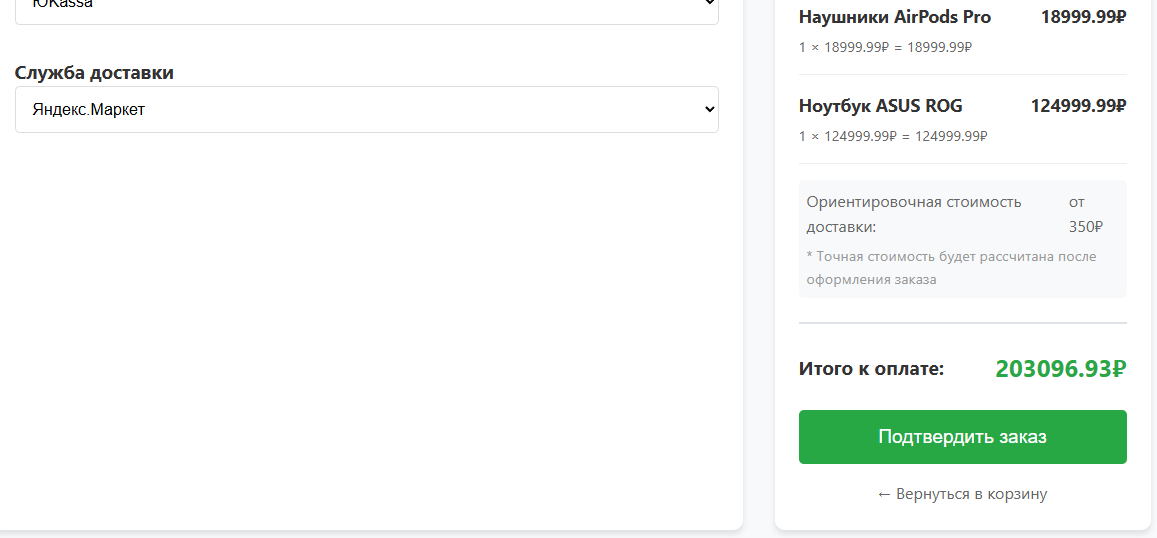 ЮKassa
Служба доставки
Яндекс.Маркет
Наушники AirPods Pro 18999.99₽
1 × 18999.99₽ = 18999.99₽
Ноутбук ASUS ROG 124999.99₽
1 × 124999.99₽ = 124999.99₽
Ориентировочная стоимость от
доставки: 350₽
* Точная стоимость будет рассчитана после
оформления заказа
Итого к оплате: 203096.93₽
Подтвердить заказ
← Вернуться в корзину